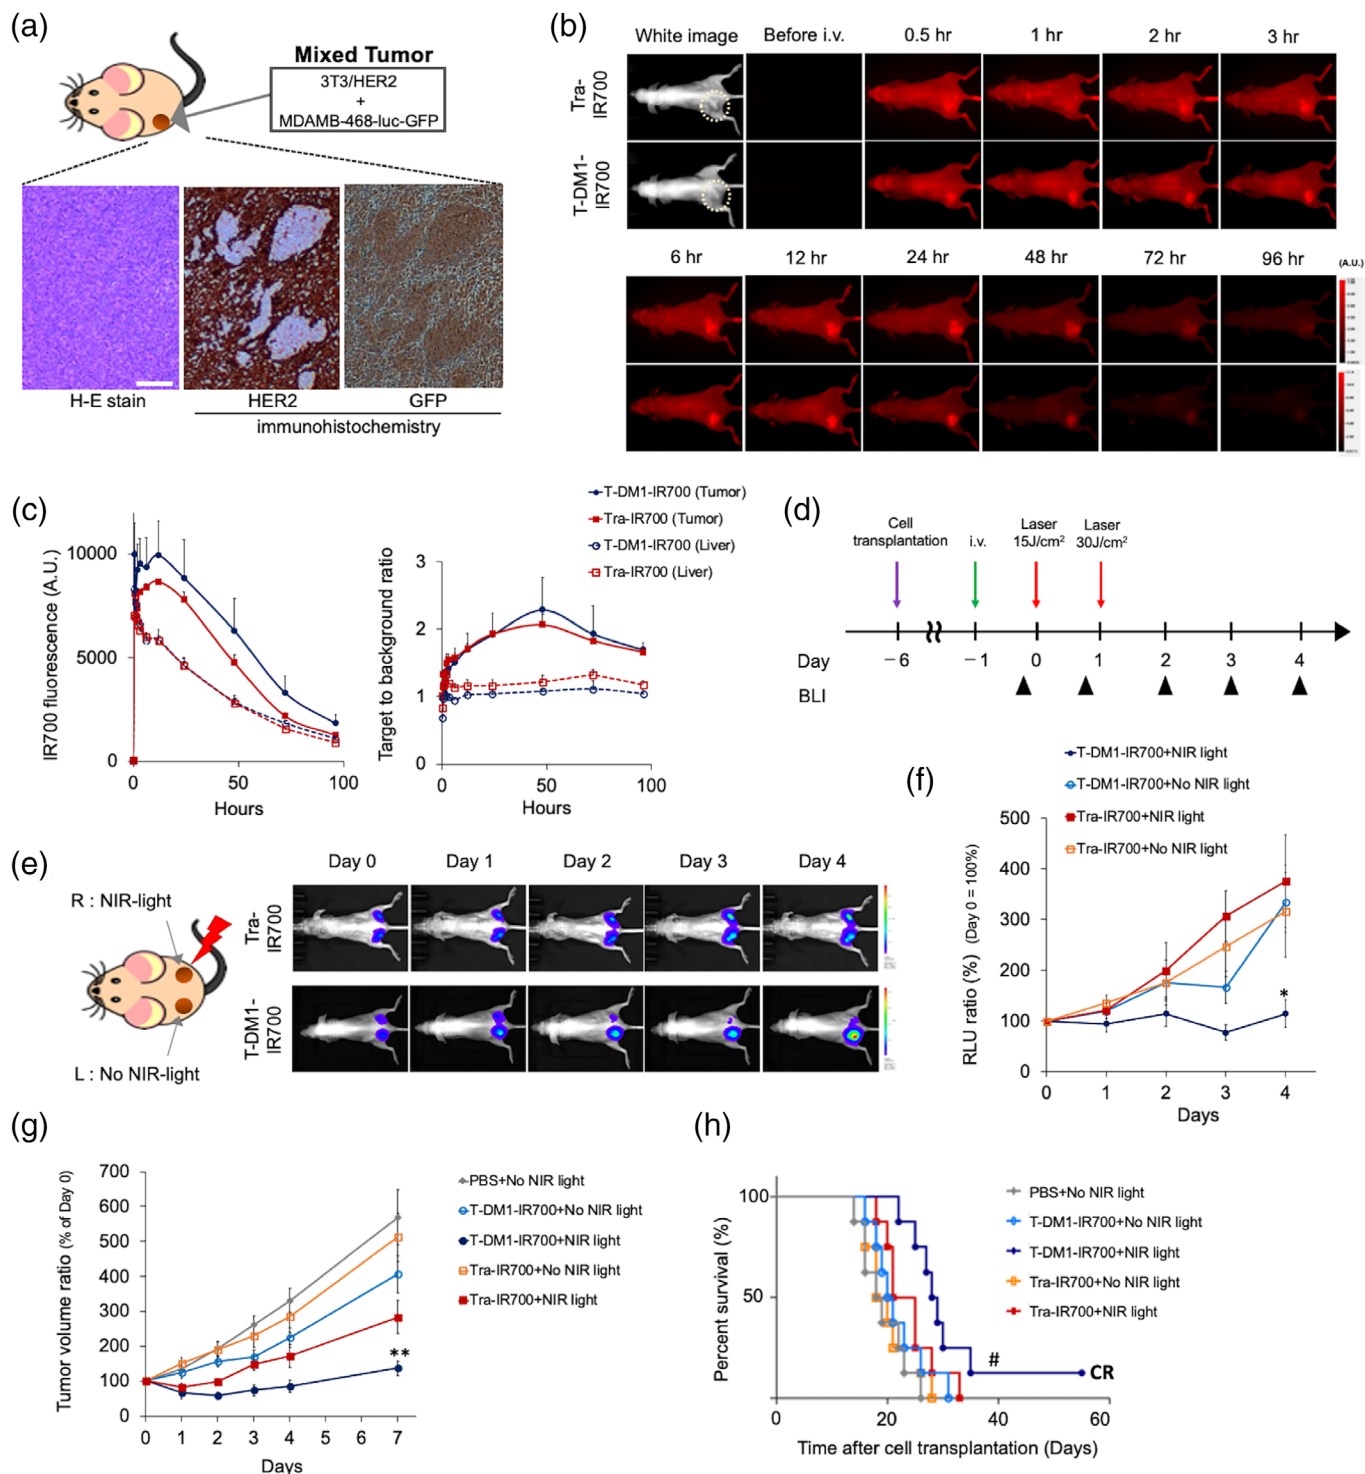 (a)
Mixed Tumor
3T3/HER2
+
MDAMB-468-luc-GFP
H-E stain
HER2
GFP
immunohistochemistry
(b)
White image
Before i.v.
0.5 hr
1 hr
2 hr
3 hr
Tra-
IR700
T-DM1-
IR700
6 hr
12 hr
24 hr
48 hr
72 hr
96 hr
(A.U.)
(c)
T-DM1-IR700 (Tumor)
Tra-IR700 (Tumor)
T-DM1-IR700 (Liver)
Tra-IR700 (Liver)
IR700 fluorescence (A.U.)
10000
5000
0
0
50
100
Hours
Target to background ratio
3
2
1
0
0
50
100
Hours
(d)
Cell
transplantation
i.v.
Laser
15J/cm²
Laser
30J/cm²
Day
−6
−1
0
1
2
3
4
BLI
(e)
R : NIR-light
L : No NIR-light
Day 0
Day 1
Day 2
Day 3
Day 4
Tra-
IR700
T-DM1-
IR700
(f)
T-DM1-IR700+NIR light
T-DM1-IR700+No NIR light
Tra-IR700+NIR light
Tra-IR700+No NIR light
RLU ratio (%) (Day 0 = 100%)
500
400
300
200
100
0
*
0
1
2
3
4
Days
(g)
Tumor volume ratio (% of Day 0)
700
600
500
400
300
200
100
0
**
0
1
2
3
4
7
Days
PBS+No NIR light
T-DM1-IR700+No NIR light
T-DM1-IR700+NIR light
Tra-IR700+No NIR light
Tra-IR700+NIR light
(h)
Percent survival (%)
100
50
0
0
20
40
60
Time after cell transplantation (Days)
PBS+No NIR light
T-DM1-IR700+No NIR light
T-DM1-IR700+NIR light
Tra-IR700+No NIR light
Tra-IR700+NIR light
#
CR